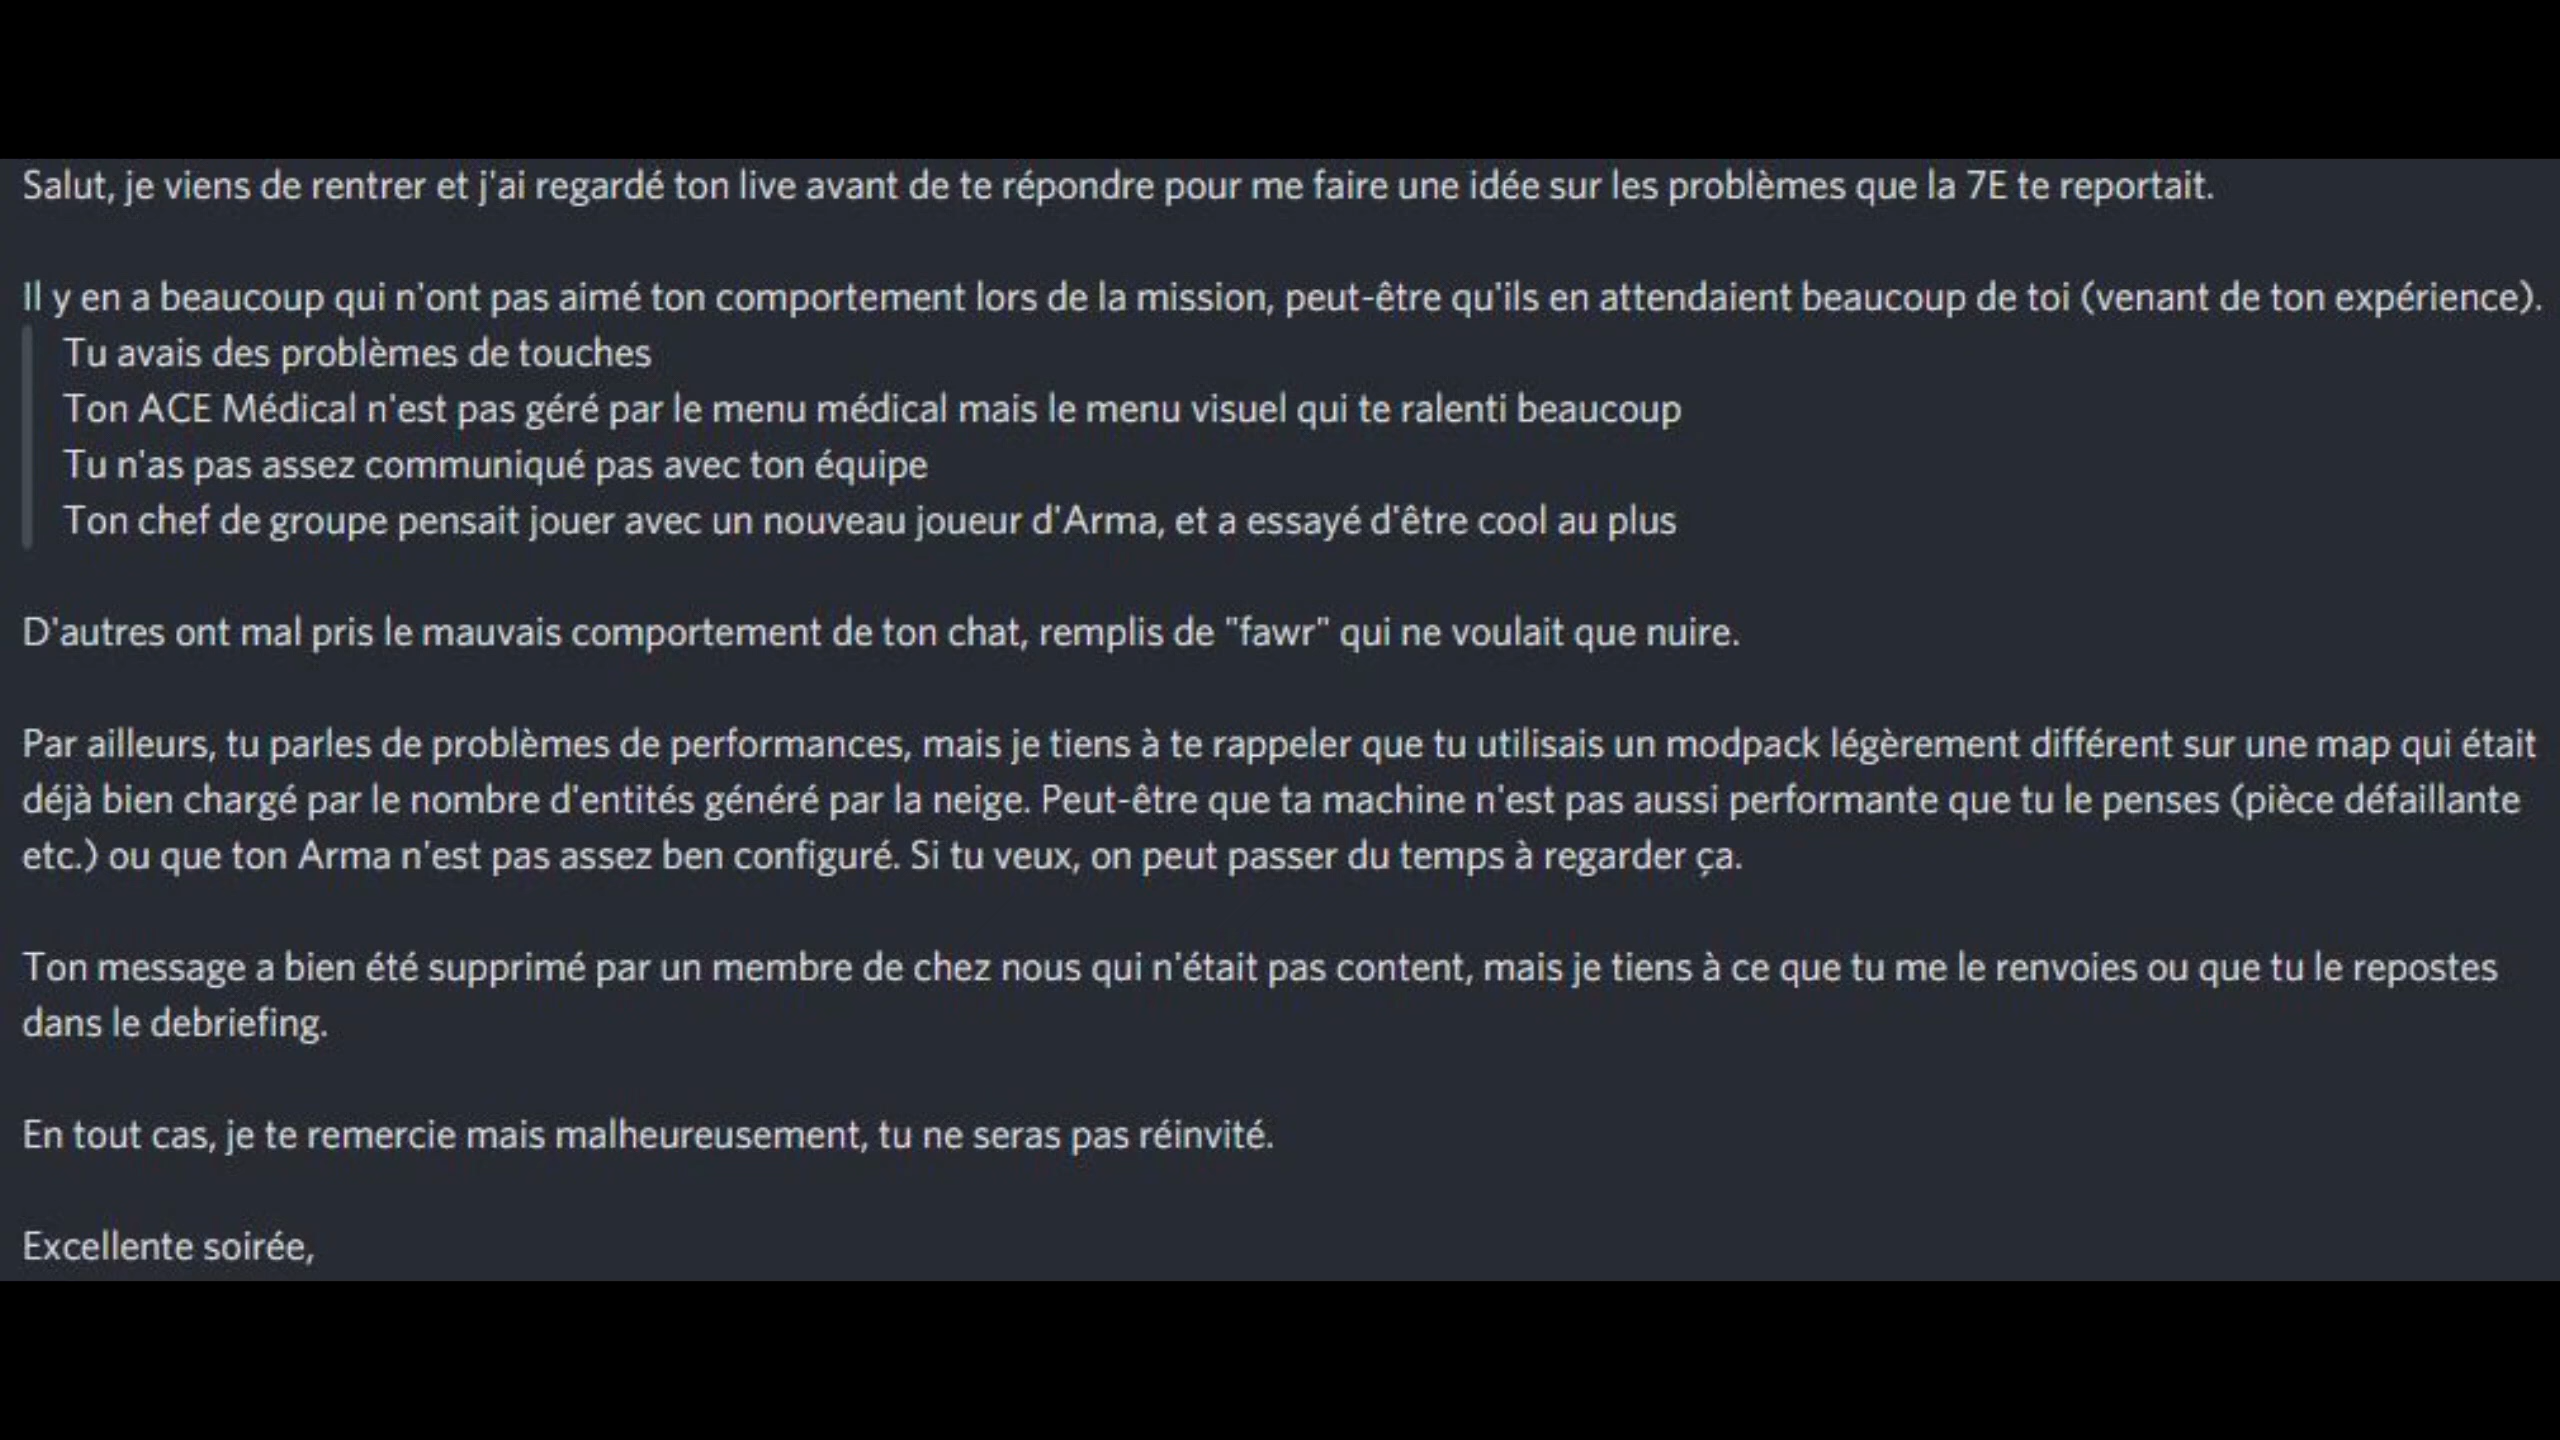 Salut, je viens de rentrer et j'ai regardé ton live avant de te répondre pour me faire une idée sur les problèmes que la 7E te reportait.
Il y en a beaucoup qui n'ont pas aimé ton comportement lors de la mission, peut-être qu'ils en attendaient beaucoup de toi (venant de ton expérience).
Tu avais des problèmes de touches
Ton ACE Médical n'est pas géré par le menu médical mais le menu visuel qui te ralenti beaucoup
Tu n'as pas assez communiqué pas avec ton équipe
Ton chef de groupe pensait jouer avec un nouveau joueur d'Arma, et a essayé d'être cool au plus
D'autres ont mal pris le mauvais comportement de ton chat, remplis de "fawr" qui ne voulait que nuire.
Par ailleurs, tu parles de problèmes de performances, mais je tiens à te rappeler que tu utilisais un modpack légèrement différent sur une map qui était
déjà bien chargé par le nombre d'entités généré par la neige. Peut-être que ta machine n'est pas aussi performante que tu le penses (pièce défaillante
etc.) ou que ton Arma n'est pas assez ben configuré. Si tu veux, on peut passer du temps à regarder ça.
Ton message a bien été supprimé par un membre de chez nous qui n'était pas content, mais je tiens à ce que tu me le renvoies ou que tu le repostes
dans le debriefing.
En tout cas, je te remercie mais malheureusement, tu ne seras pas réinvité.
Excellente soirée,